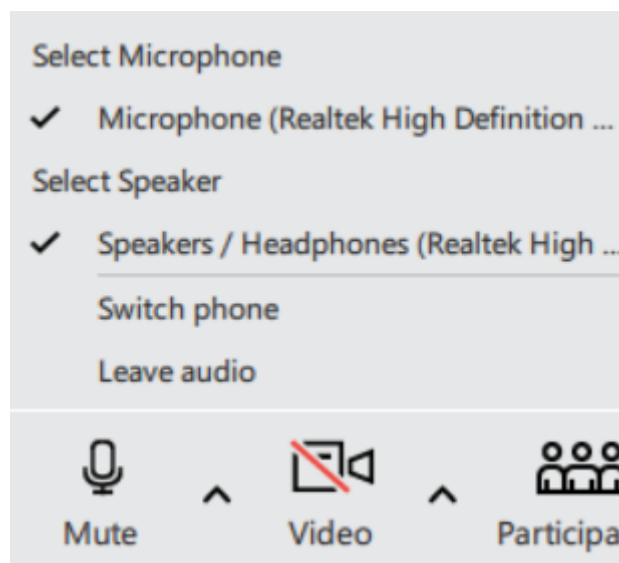 Select Microphone
Microphone (Realtek High Definition ...
Select Speaker
Speakers / Headphones (Realtek High ...
Switch phone
Leave audio
Mute Video Participa